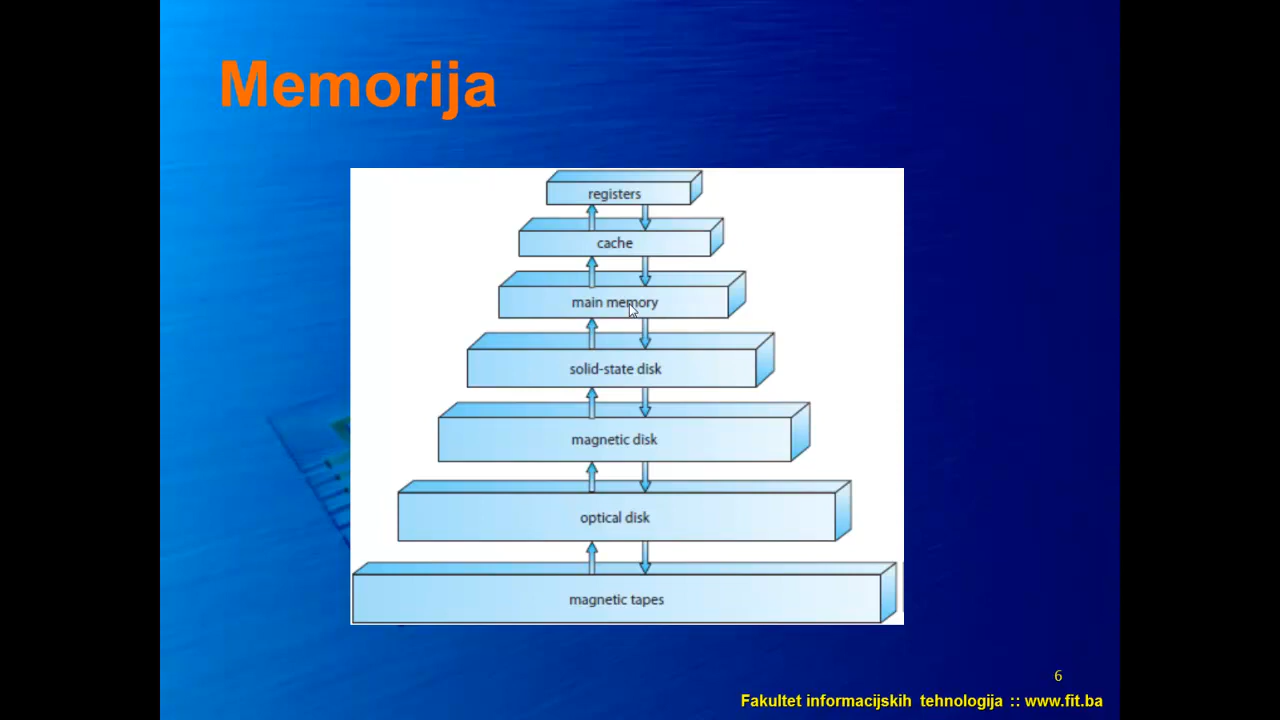 Memorija
registers
cache
main memory
solid-state disk
magnetic disk
optical disk
magnetic tapes
6
Fakultet informacijskih tehnologija :: www.fit.ba